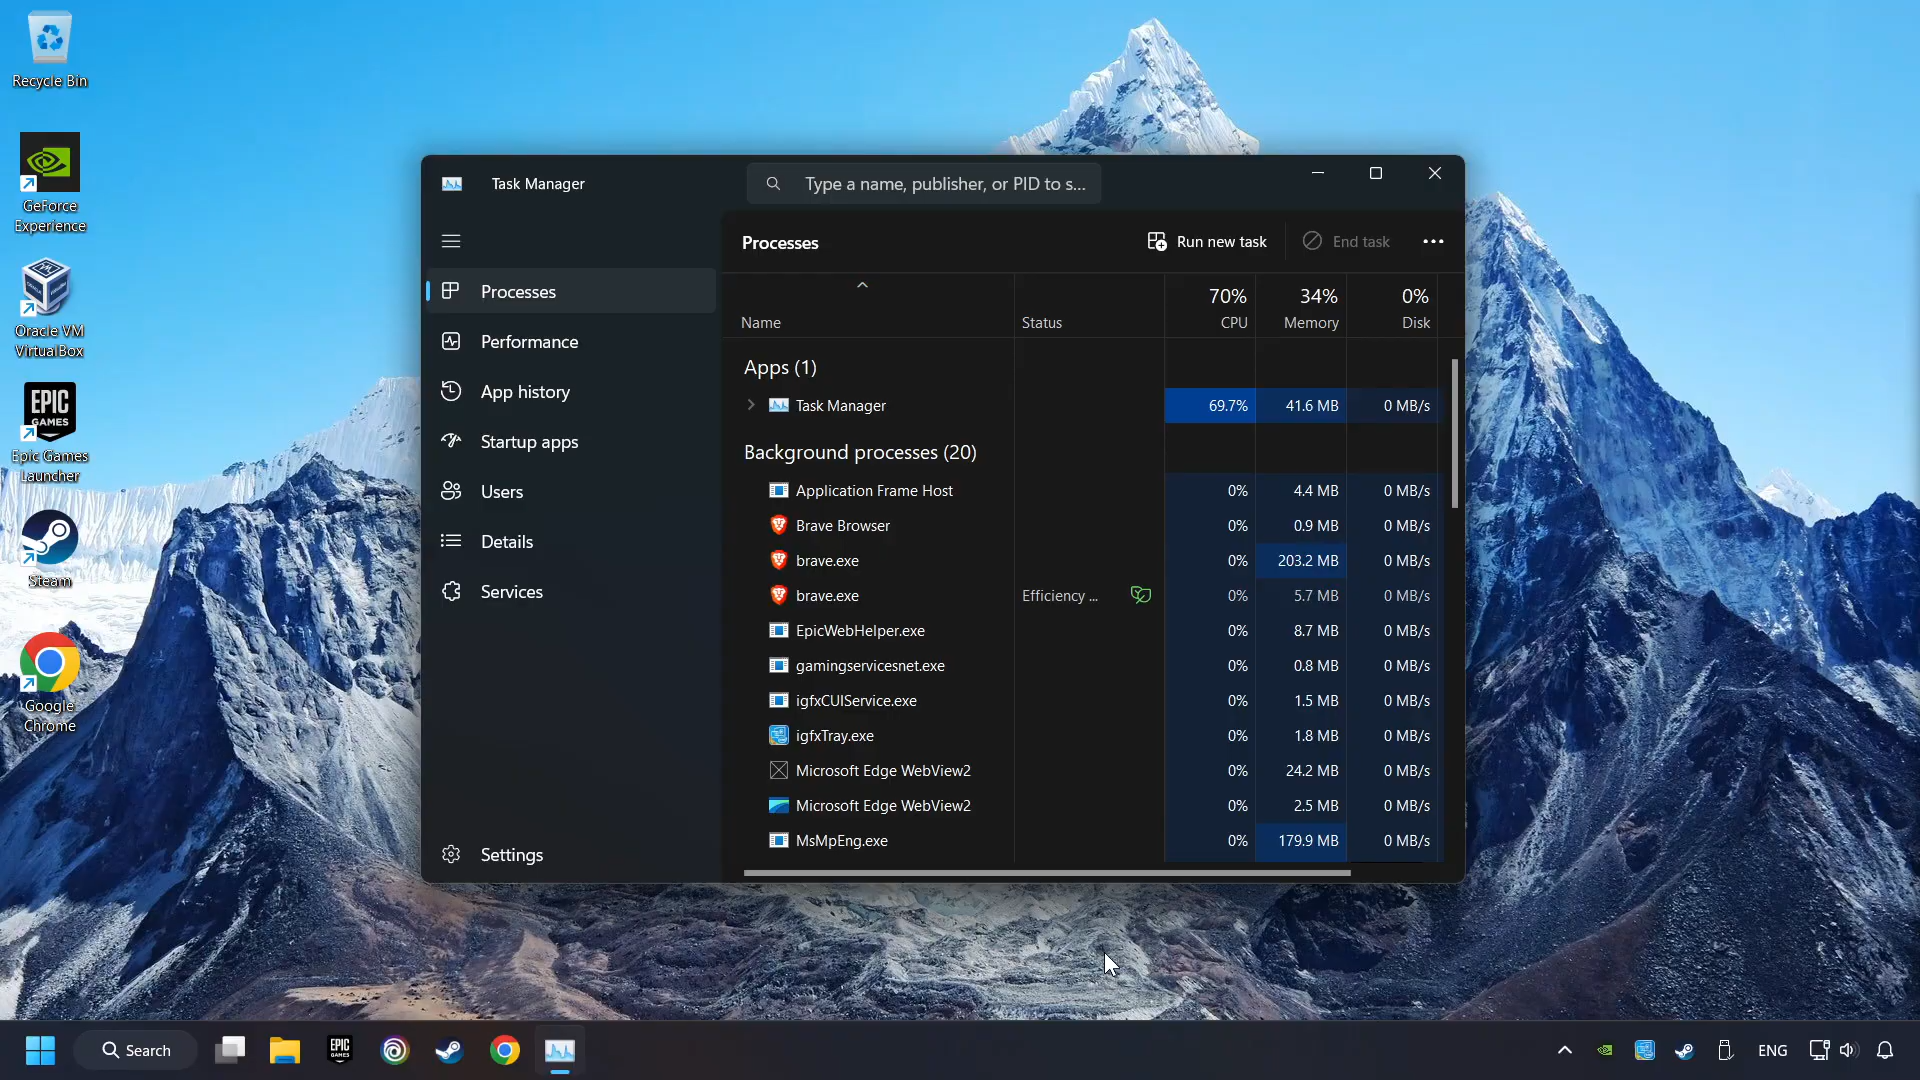 Recycle Bin
GeForce
Experience
Oracle VM
VirtualBox
EPIC
GAMES
Epic Games
Launcher
Steam
Google
Chrome
Task Manager
Type a name, publisher, or PID to s...
Processes
Performance
App history
Startup apps
Users
Details
Services
Settings
Processes
Run new task
End task
70% 34% 0%
Name Status CPU Memory Disk
Apps (1)
Task Manager 69.7% 41.6 MB 0 MB/s
Background processes (20)
Application Frame Host 0% 4.4 MB 0 MB/s
Brave Browser 0% 0.9 MB 0 MB/s
brave.exe 0% 203.2 MB 0 MB/s
brave.exe Efficiency ... 0% 5.7 MB 0 MB/s
EpicWebHelper.exe 0% 8.7 MB 0 MB/s
gamingservicesnet.exe 0% 0.8 MB 0 MB/s
igfxCUIService.exe 0% 1.5 MB 0 MB/s
igfxTray.exe 0% 1.8 MB 0 MB/s
Microsoft Edge WebView2 0% 24.2 MB 0 MB/s
Microsoft Edge WebView2 0% 2.5 MB 0 MB/s
MsMpEng.exe 0% 179.9 MB 0 MB/s
Search
EPIC
GAMES
ENG